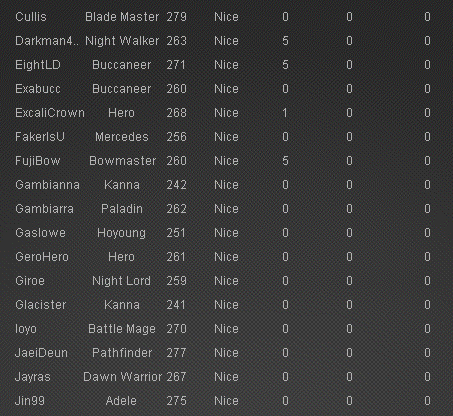 Cullis Blade Master 279 Nice 0 0 0
Darkman4.. Night Walker 263 Nice 5 0 0
EightLD Buccaneer 271 Nice 5 0 0
Exabucc Buccaneer 260 Nice 0 0 0
ExcaliCrown Hero 268 Nice 1 0 0
FakerIsU Mercedes 256 Nice 0 0 0
FujiBow Bowmaster 260 Nice 5 0 0
Gambianna Kanna 242 Nice 0 0 0
Gambiarra Paladin 262 Nice 0 0 0
Gaslowe Hoyoung 251 Nice 0 0 0
GeroHero Hero 261 Nice 0 0 0
Giroe Night Lord 259 Nice 0 0 0
Glacister Kanna 241 Nice 0 0 0
Ioyo Battle Mage 270 Nice 0 0 0
JaeiDeun Pathfinder 277 Nice 0 0 0
Jayras Dawn Warrior 267 Nice 0 0 0
Jin99 Adele 275 Nice 0 0 0